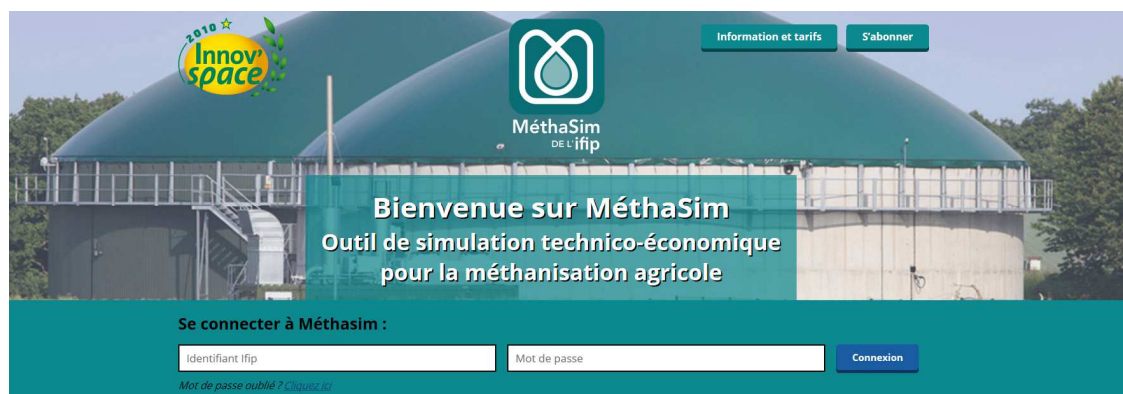 2010
Innov'
space
MéthaSim
DE L'ifip
Information et tarifs
S'abonner
Bienvenue sur MéthaSim
Outil de simulation technico-économique
pour la méthanisation agricole
Se connecter à Méthasim :
Identifiant Ifip
Mot de passe
Connexion
Mot de passe oublié ? Cliquez ici